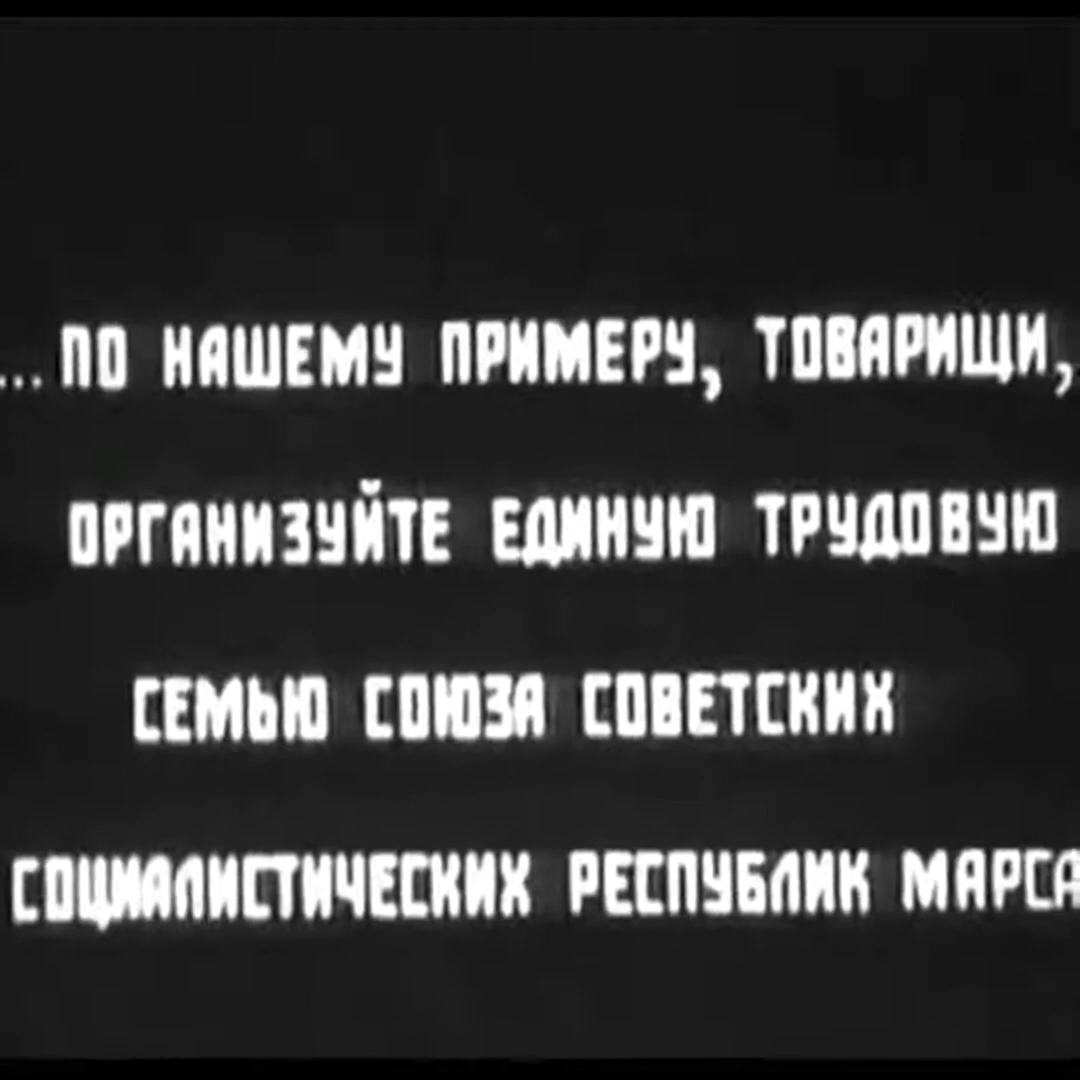 ... ПО НАШЕМУ ПРИМЕРУ, ТОВАРИЩИ,
ОРГАНИЗУЙТЕ ЕДИНУЮ ТРУДОВУЮ
СЕМЬЮ СОЮЗА СОВЕТСКИХ
СОЦИАЛИСТИЧЕСКИХ РЕСПУБЛИК МАРСА